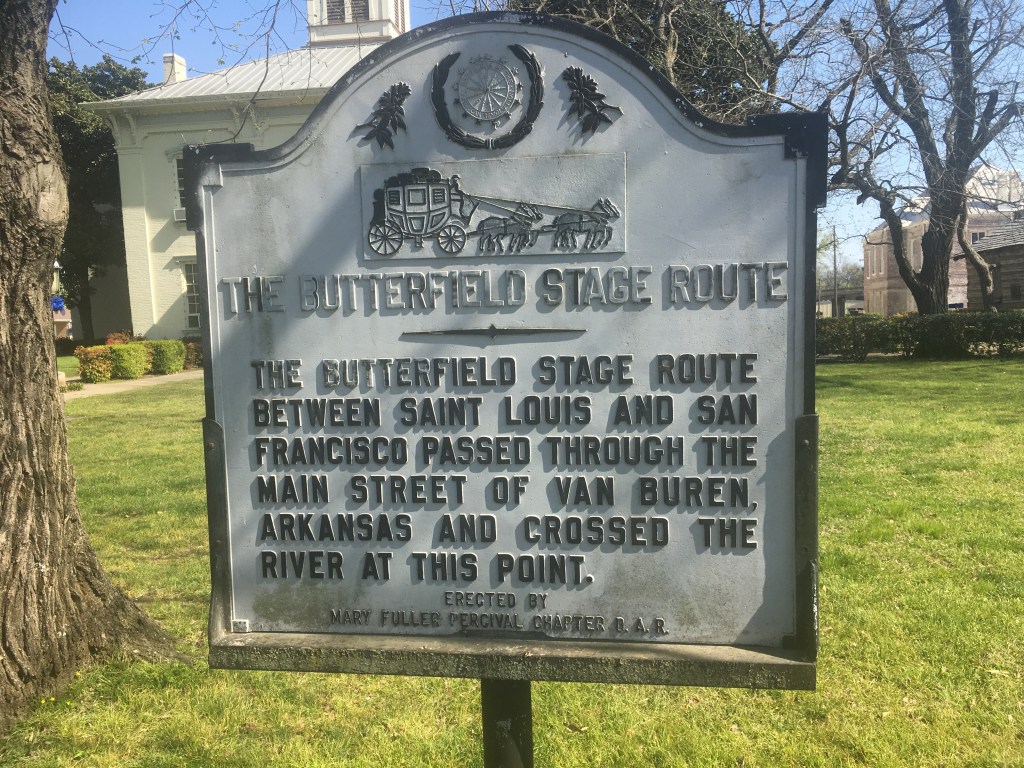 THE BUTTERFIELD STAGE ROUTE
THE BUTTERFIELD STAGE ROUTE
BETWEEN SAINT LOUIS AND SAN
FRANCISCO PASSED THROUGH THE
MAIN STREET OF VAN BUREN,
ARKANSAS AND CROSSED THE
RIVER AT THIS POINT.
ERECTED BY
MARY FULLER PERCIVAL CHAPTER D. A. R.